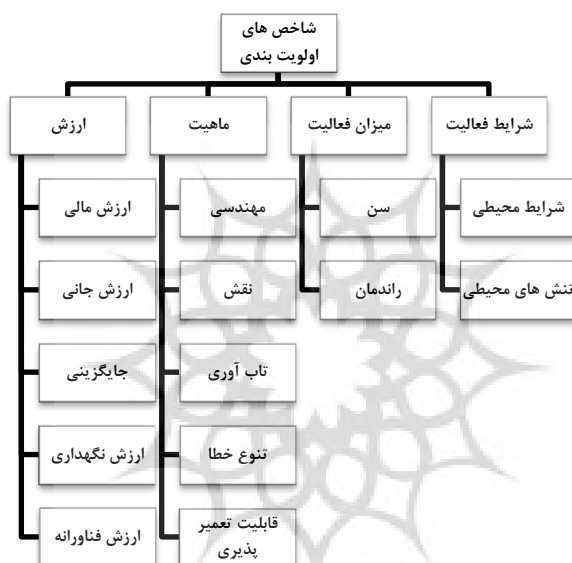 شاخص های
اولویت بندی
شرایط فعالیت
میزان فعالیت
ماهیت
ارزش
شرایط محیطی
سن
مهندسی
ارزش مالی
تنش های محیطی
راندمان
نقش
ارزش جانی
تاب آوری
جایگزینی
تنوع خطا
ارزش نگهداری
قابلیت تعمیر
پذیری
ارزش فناورانه